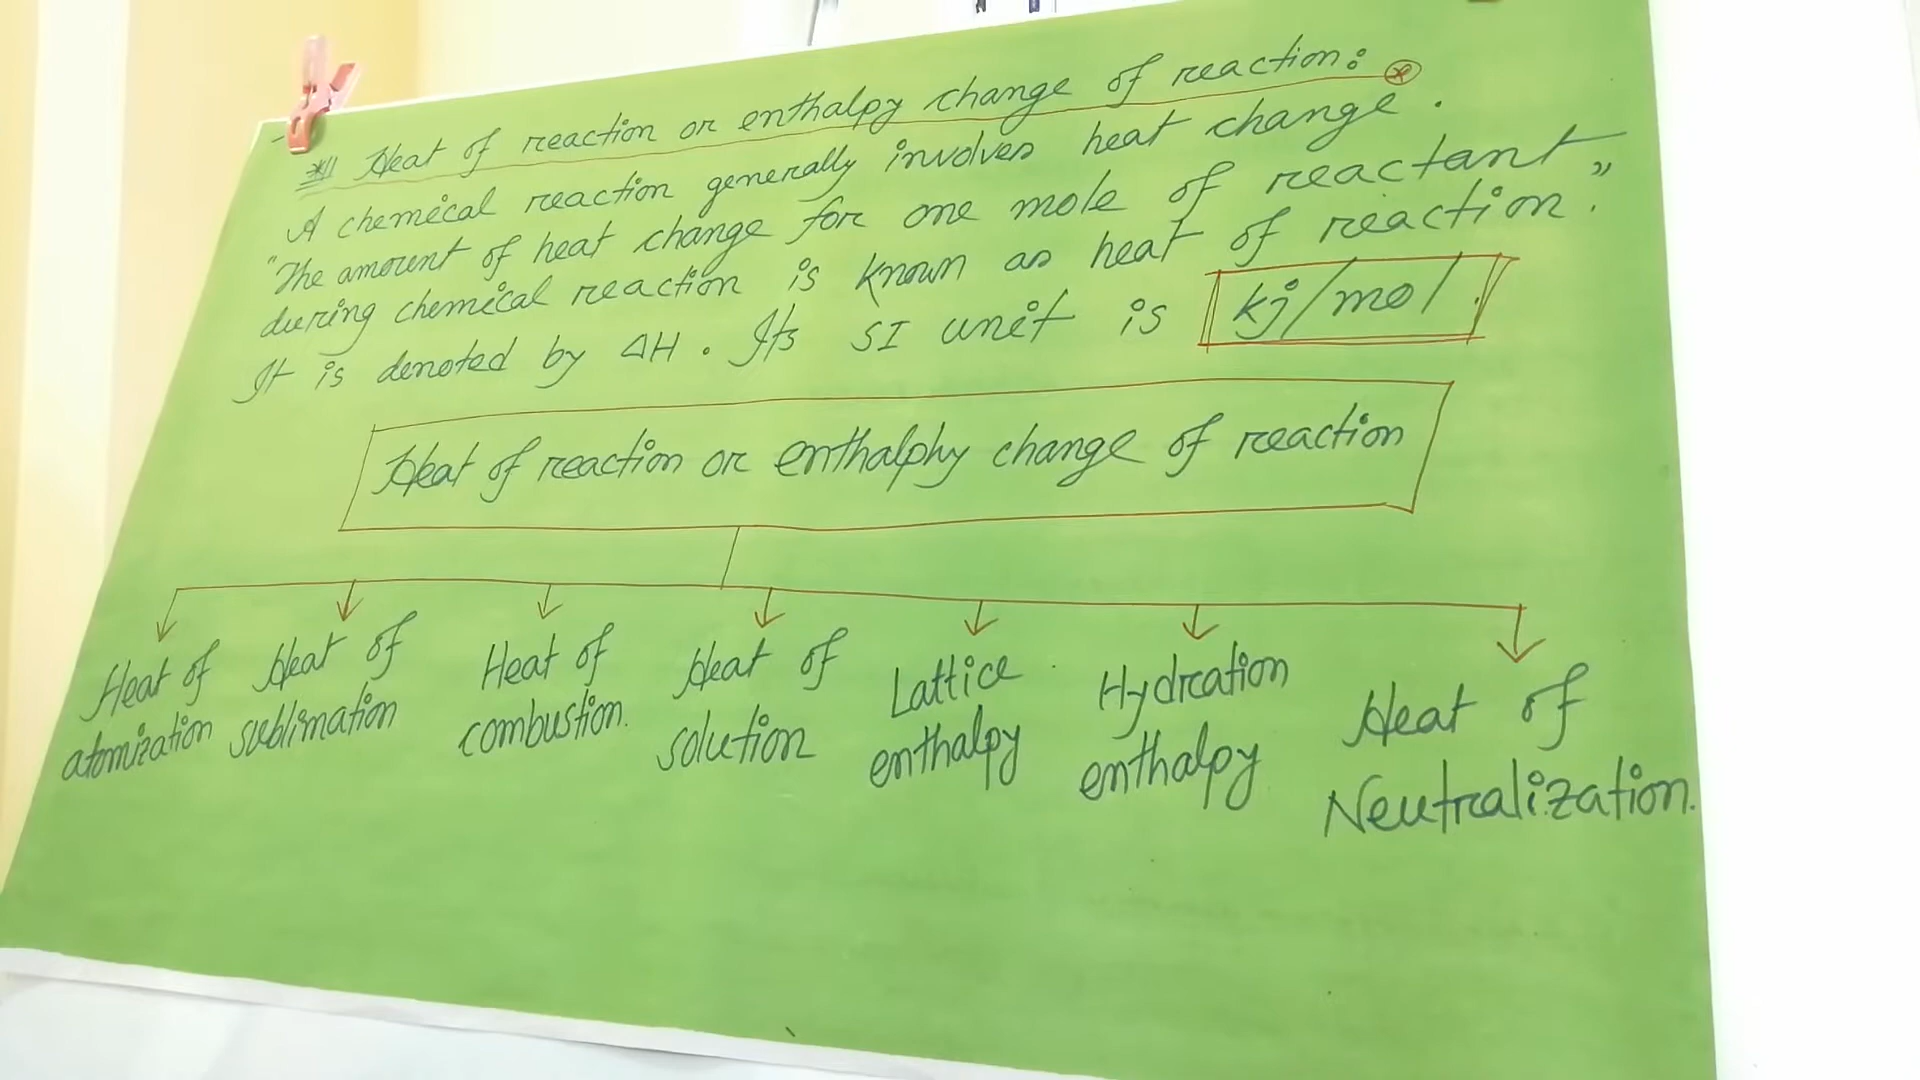 Heat of reaction or enthalpy change of reaction:
A chemical reaction generally involves heat change.
"The amount of heat change for one mole of reactant
during chemical reaction is known as heat of reaction."
It is denoted by ΔH. Its SI unit is kj/mol.
Heat of reaction or enthalphy change of reaction
Heat of atomization
Heat of sublimation
Heat of combustion.
Heat of solution
Lattice enthalpy
Hydration enthalpy
Heat of Neutralization.